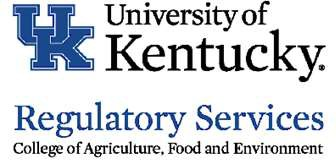 UK University of
Kentucky®
Regulatory Services
College of Agriculture, Food and Environment